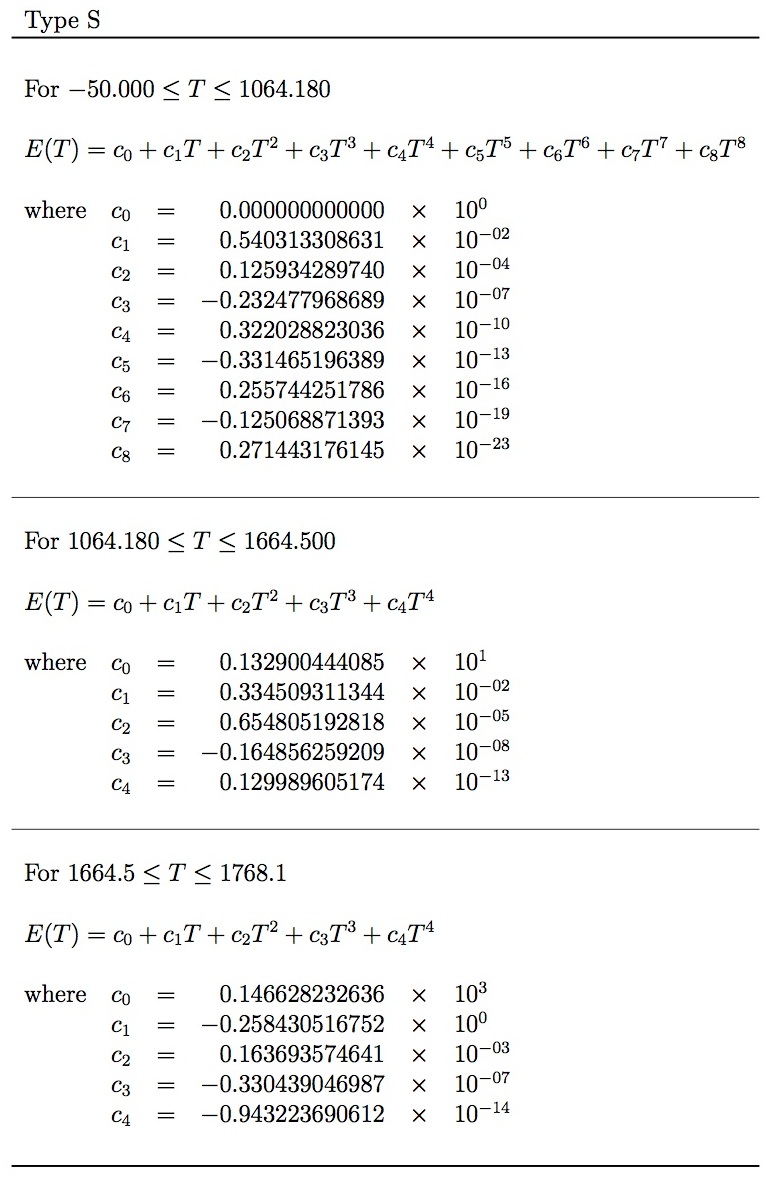 Type S
For −50.000 ≤ T ≤ 1064.180
E(T) = c₀ + c₁T + c₂T² + c₃T³ + c₄T⁴ + c₅T⁵ + c₆T⁶ + c₇T⁷ + c₈T⁸
where c₀ = 0.000000000000 × 10⁰
c₁ = 0.540313308631 × 10⁻⁰²
c₂ = 0.125934289740 × 10⁻⁰⁴
c₃ = −0.232477968689 × 10⁻⁰⁷
c₄ = 0.322028823036 × 10⁻¹⁰
c₅ = −0.331465196389 × 10⁻¹³
c₆ = 0.255744251786 × 10⁻¹⁶
c₇ = −0.125068871393 × 10⁻¹⁹
c₈ = 0.271443176145 × 10⁻²³
For 1064.180 ≤ T ≤ 1664.500
E(T) = c₀ + c₁T + c₂T² + c₃T³ + c₄T⁴
where c₀ = 0.132900444085 × 10¹
c₁ = 0.334509311344 × 10⁻⁰²
c₂ = 0.654805192818 × 10⁻⁰⁵
c₃ = −0.164856259209 × 10⁻⁰⁸
c₄ = 0.129989605174 × 10⁻¹³
For 1664.5 ≤ T ≤ 1768.1
E(T) = c₀ + c₁T + c₂T² + c₃T³ + c₄T⁴
where c₀ = 0.146628232636 × 10³
c₁ = −0.258430516752 × 10⁰
c₂ = 0.163693574641 × 10⁻⁰³
c₃ = −0.330439046987 × 10⁻⁰⁷
c₄ = −0.943223690612 × 10⁻¹⁴